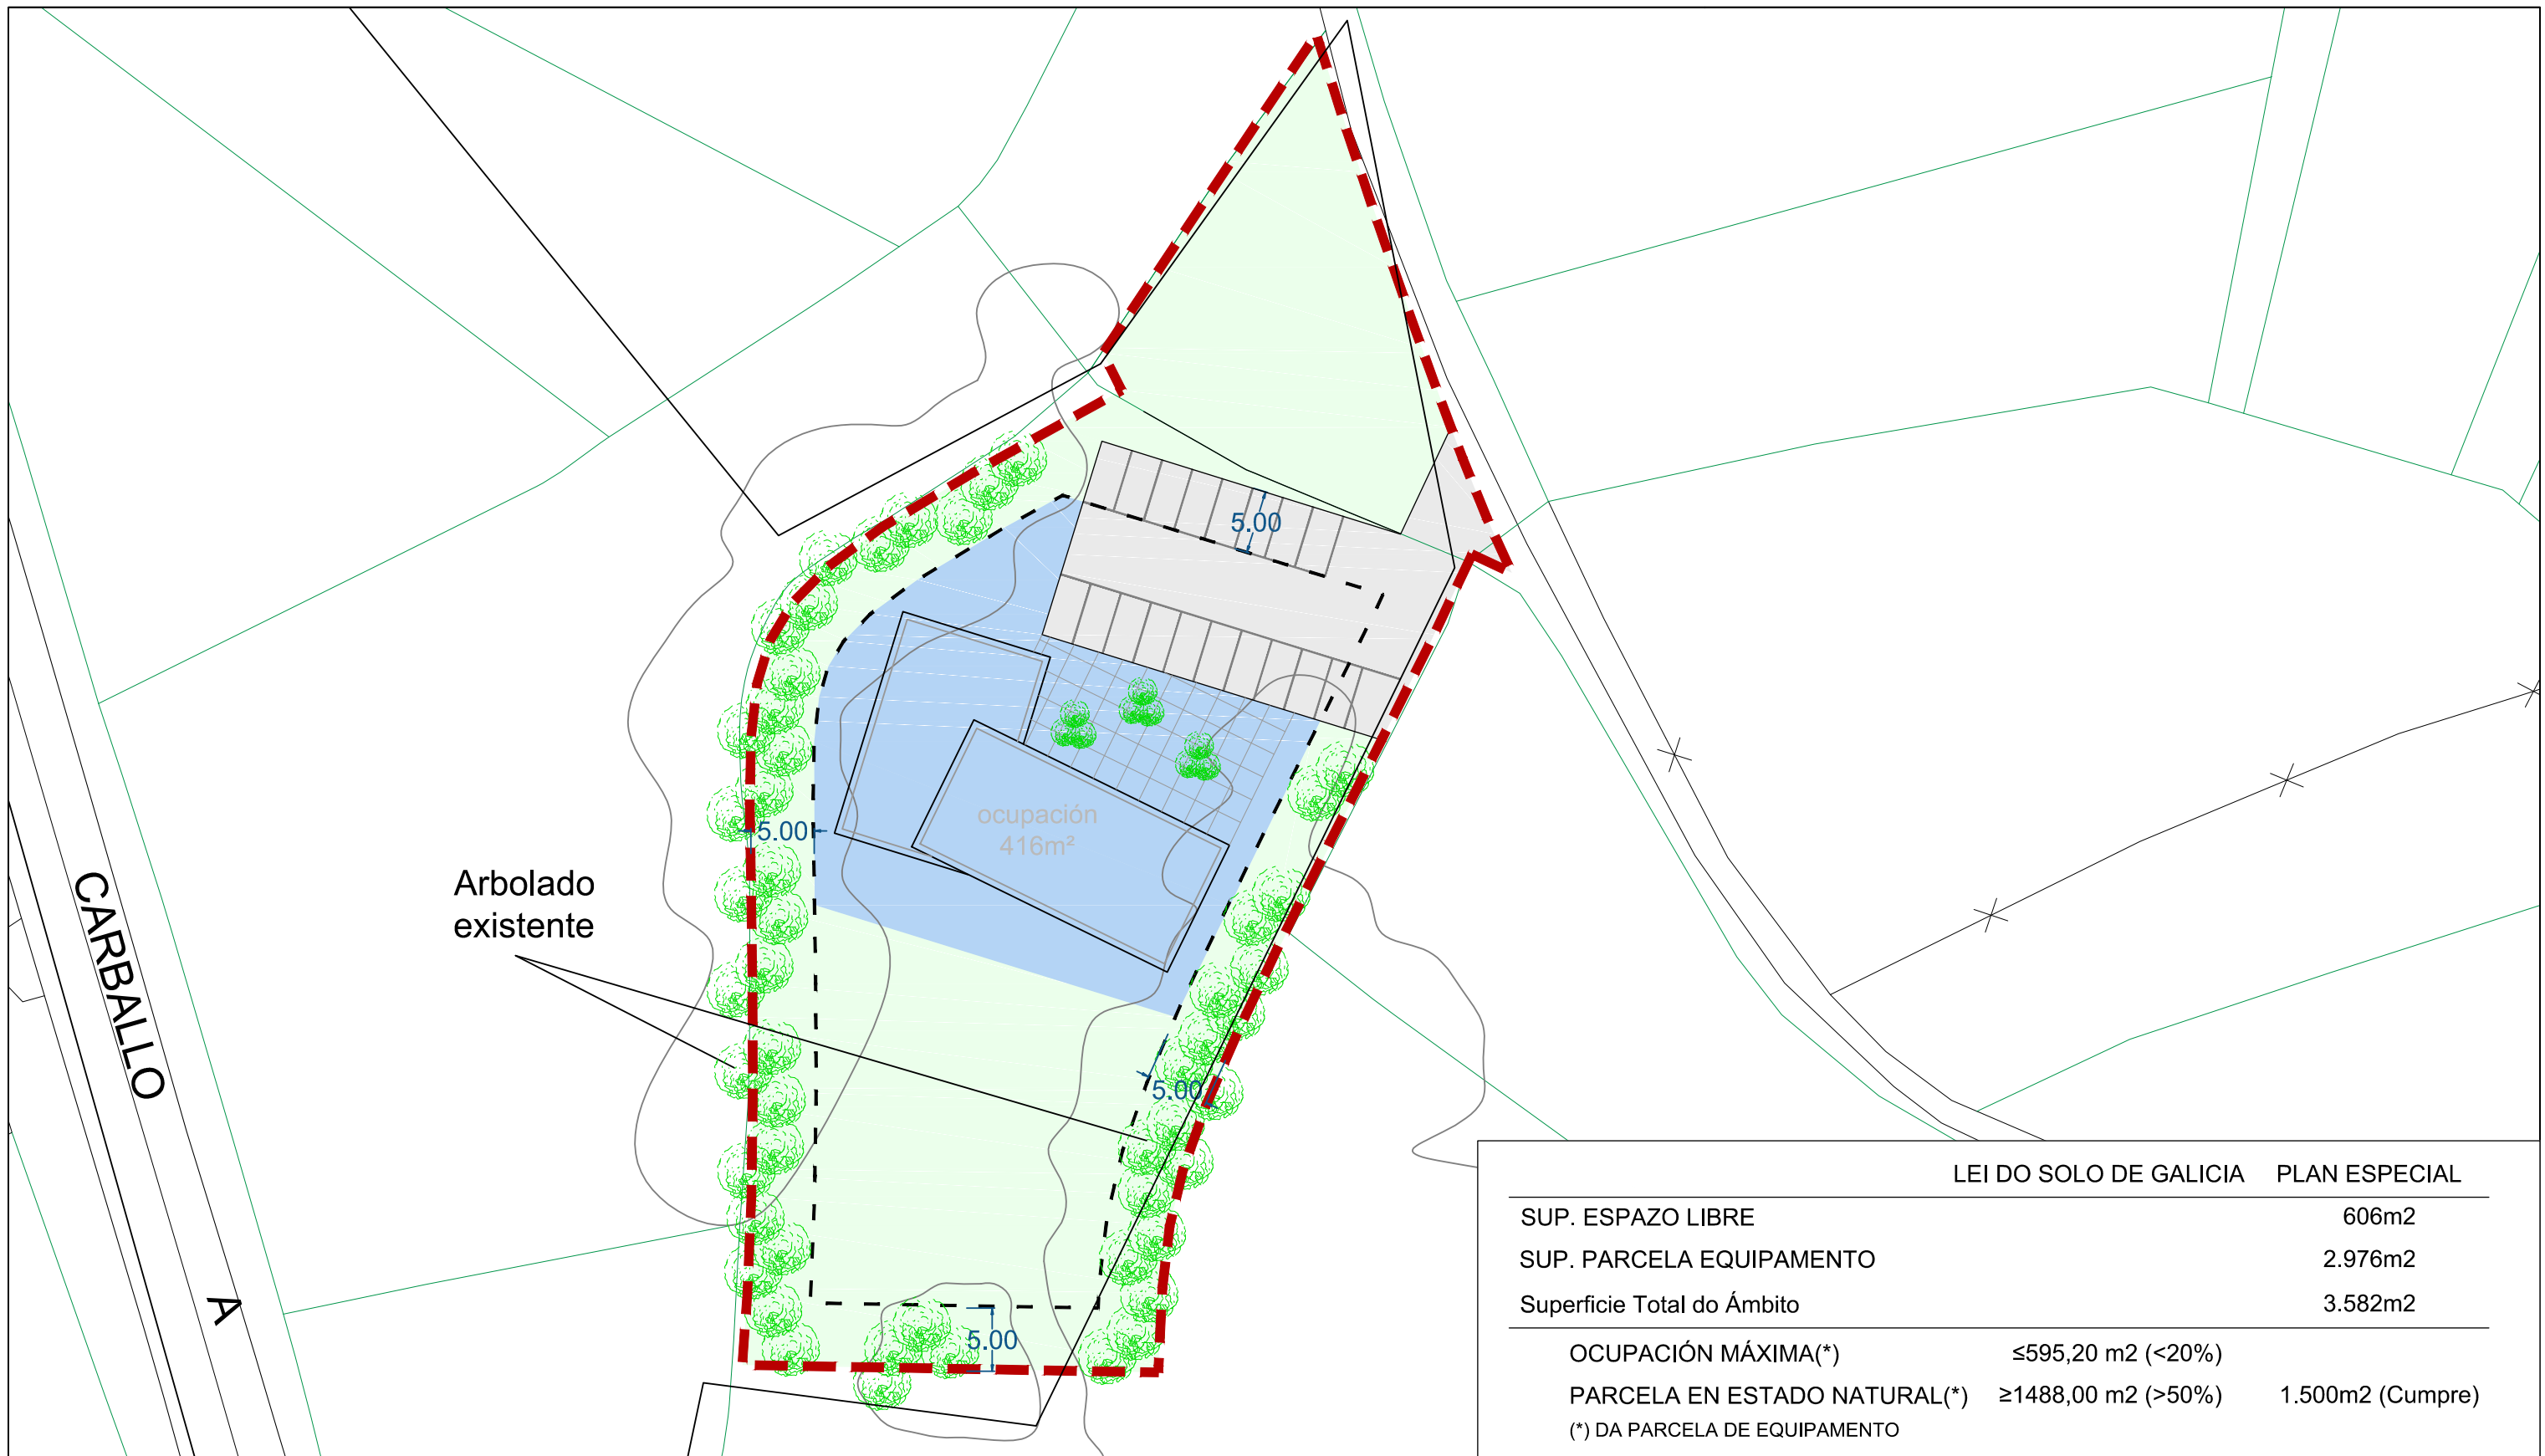 5.00
5.00
ocupación
416m²
Arbolado
existente
CARBALLO
5.00
A
5.00
LEI DO SOLO DE GALICIA PLAN ESPECIAL
SUP. ESPAZO LIBRE 606m2
SUP. PARCELA EQUIPAMENTO 2.976m2
Superficie Total do Ámbito 3.582m2
OCUPACIÓN MÁXIMA(*) ≤595,20 m2 (<20%)
PARCELA EN ESTADO NATURAL(*) ≥1488,00 m2 (>50%) 1.500m2 (Cumpre)
(*) DA PARCELA DE EQUIPAMENTO